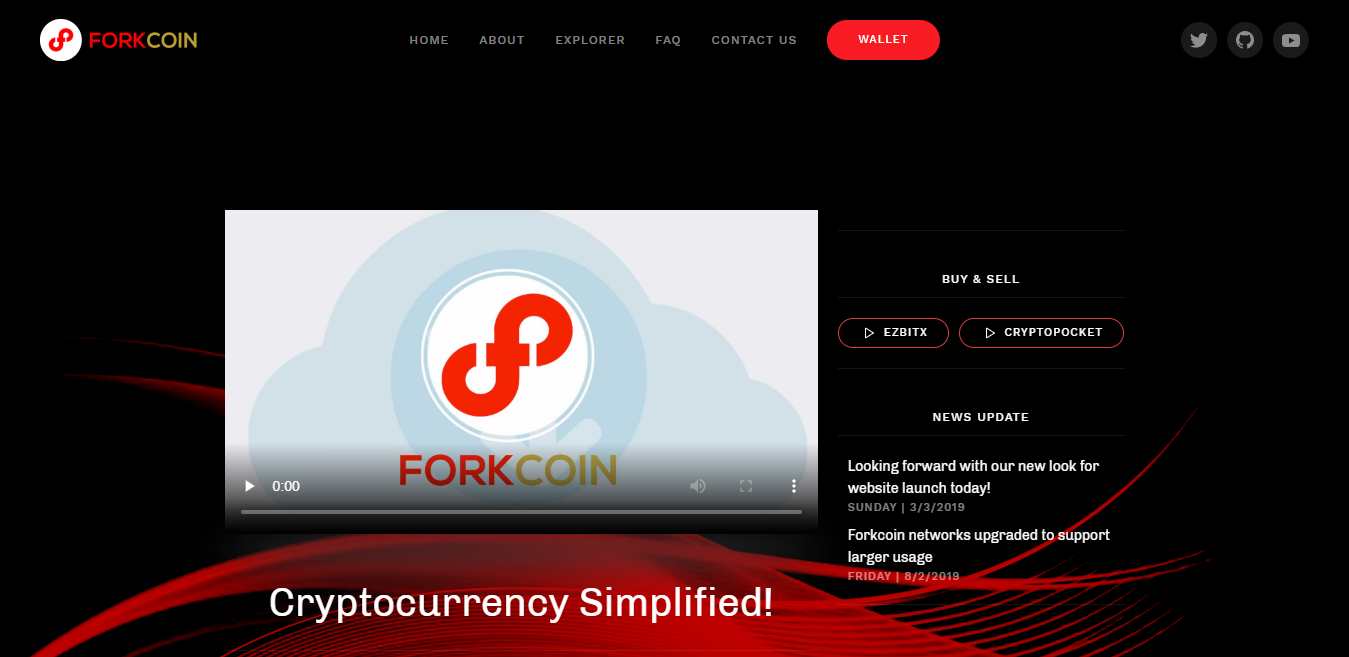 FORKCOIN
HOME
ABOUT
EXPLORER
FAQ
CONTACT US
WALLET
FORKCOIN
0:00
BUY & SELL
EZBITX
CRYPTOPOCKET
NEWS UPDATE
Looking forward with our new look for
website launch today!
SUNDAY | 3/3/2019
Forkcoin networks upgraded to support
larger usage
FRIDAY | 8/2/2019
Cryptocurrency Simplified!